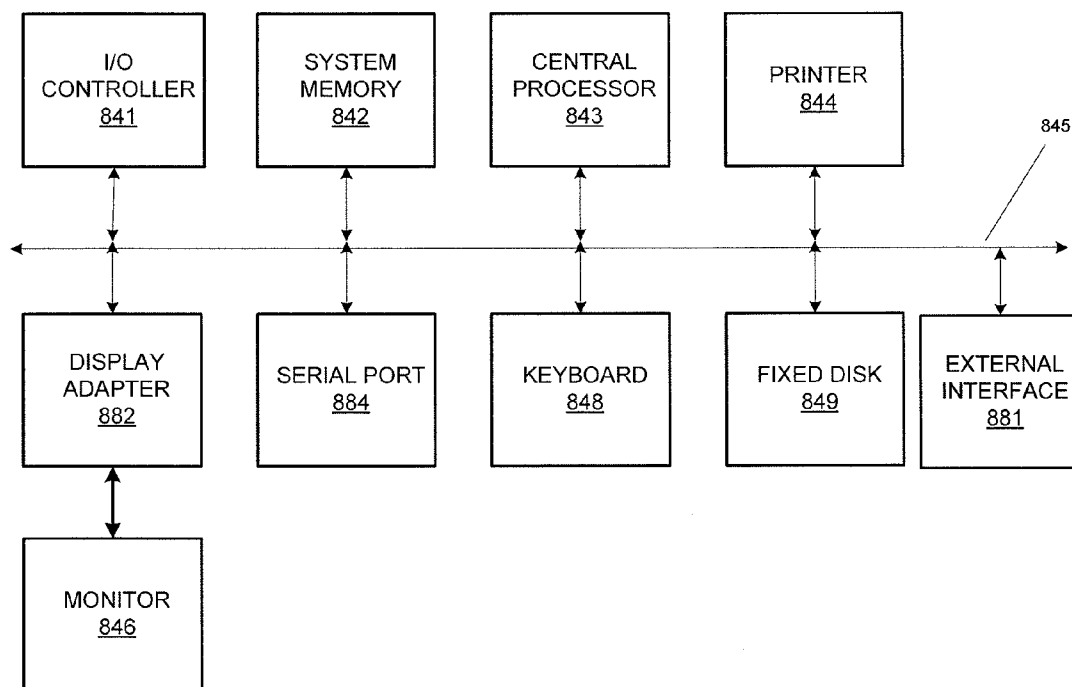 I/O
CONTROLLER
841
SYSTEM
MEMORY
842
CENTRAL
PROCESSOR
843
PRINTER
844
845
DISPLAY
ADAPTER
882
SERIAL PORT
884
KEYBOARD
848
FIXED DISK
849
EXTERNAL
INTERFACE
881
MONITOR
846